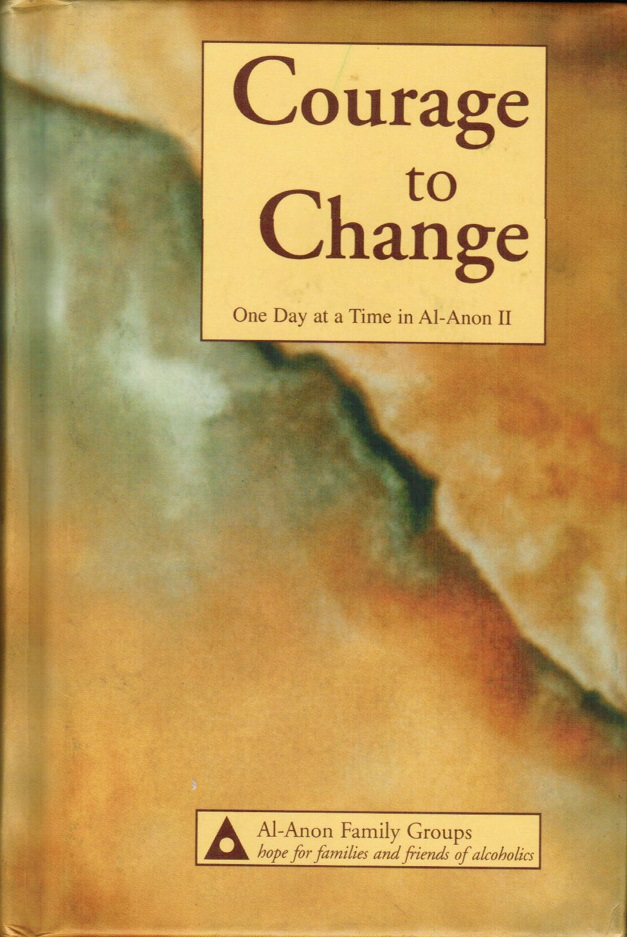 Courage
to
Change
One Day at a Time in Al-Anon II
Al-Anon Family Groups
hope for families and friends of alcoholics